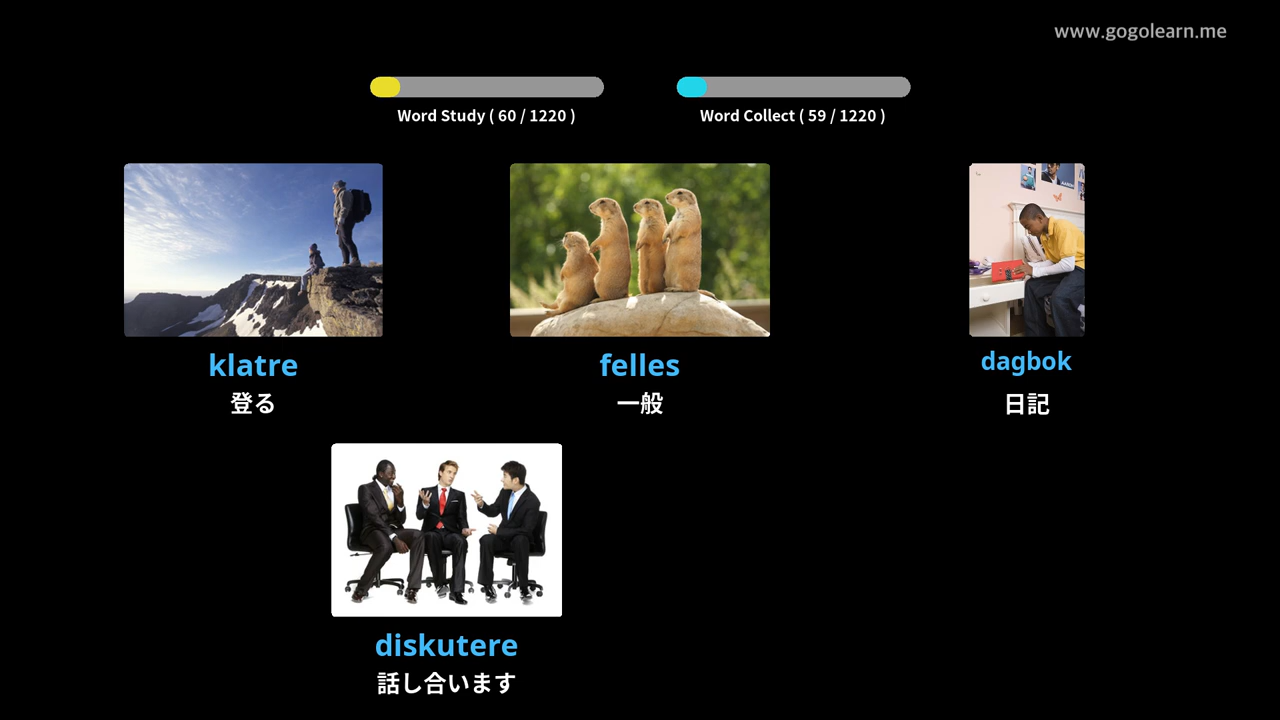 www.gogolearn.me
Word Study ( 60 / 1220 )
Word Collect ( 59 / 1220 )
klatre
felles
dagbok
登る
一般
日記
diskutere
話し合います